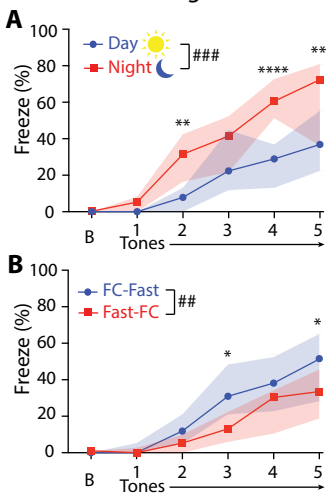 A
100
Day
Night
###
**
****
**
Freeze (%)
80
60
40
20
0
B 1 2 3 4 5
Tones
B
100
FC-Fast
Fast-FC
##
*
*
Freeze (%)
80
60
40
20
0
B 1 2 3 4 5
Tones